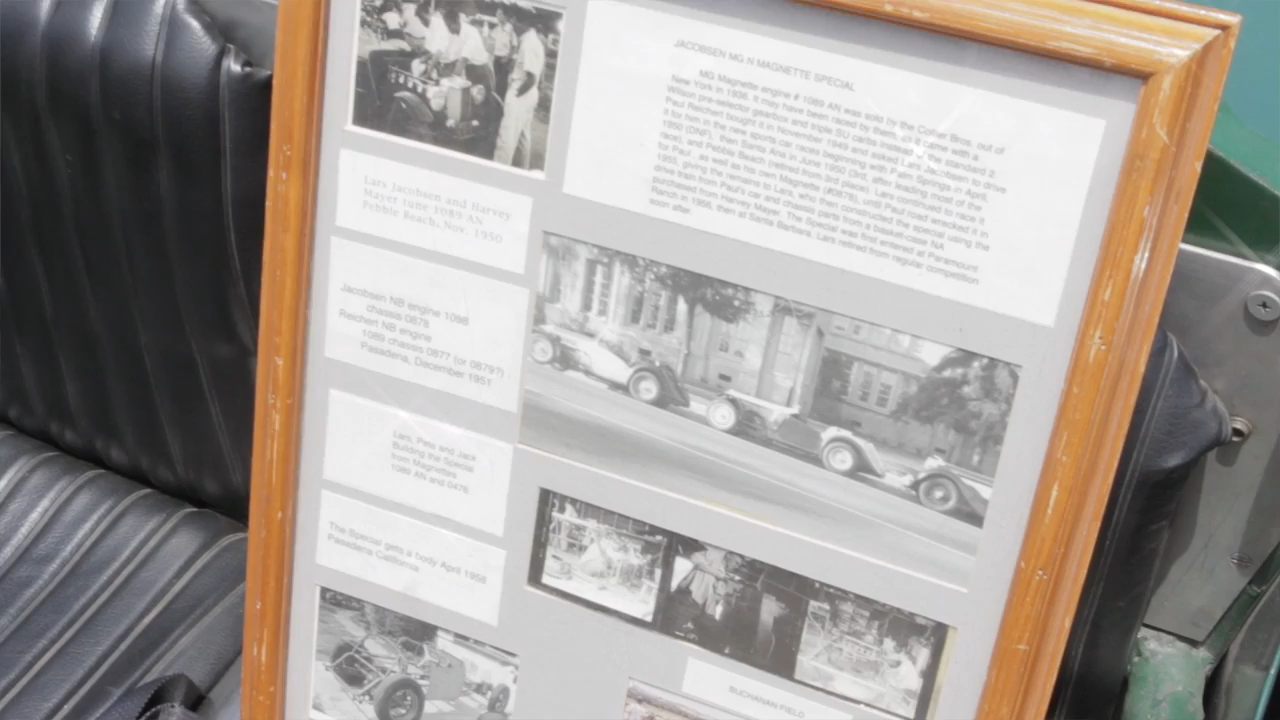 JACOBSEN MG N MAGNETTE SPECIAL
MG Magnette engine # 1089 AN was sold by the Collier Bros. out of
New York in 1936. It may have been raced by them, and came with a
Wilson pre-selector gearbox and triple SU carbs instead of the standard 2.
Paul Reichert bought it in November 1949 and asked Lars Jacobsen to drive
it for him in the new sports car races beginning with Palm Springs in April,
1950 (DNF), then Santa Ana in June 1950 (3rd, after leading most of the
race), and Pebble Beach (retired from 3rd place). Lars continued to race it
for Paul, as well as his own Magnette (#0878), until Paul road wrecked it in
1955, giving the remains to Lars, who then constructed the special using the
drive train from Paul's car and chassis parts from a basket-case NA
purchased from Harvey Mayer. The Special was first entered at Paramount
Ranch in 1958, then at Santa Barbara. Lars retired from regular competition
soon after.
Lars Jacobsen and Harvey
Mayer tune 1089 AN
Pebble Beach, Nov. 1950
Jacobsen NB engine 1088
chassis 0878
Reichert NB engine
1089 chassis 0877 (or 0879?)
Pasadena, December 1951
Lars, Pete and Jack
Building the Special
from Magnettes
1089 AN and 0476
The Special gets a body April 1958
Pasadena California
BUCHANAN FIELD